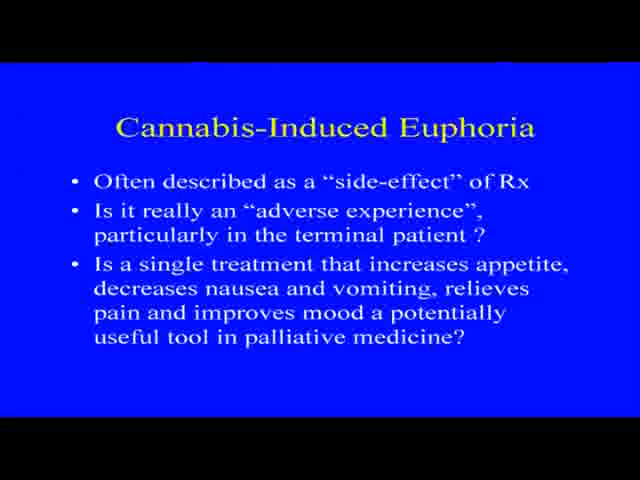 Cannabis-Induced Euphoria
• Often described as a “side-effect” of Rx
• Is it really an “adverse experience”,
particularly in the terminal patient ?
• Is a single treatment that increases appetite,
decreases nausea and vomiting, relieves
pain and improves mood a potentially
useful tool in palliative medicine?